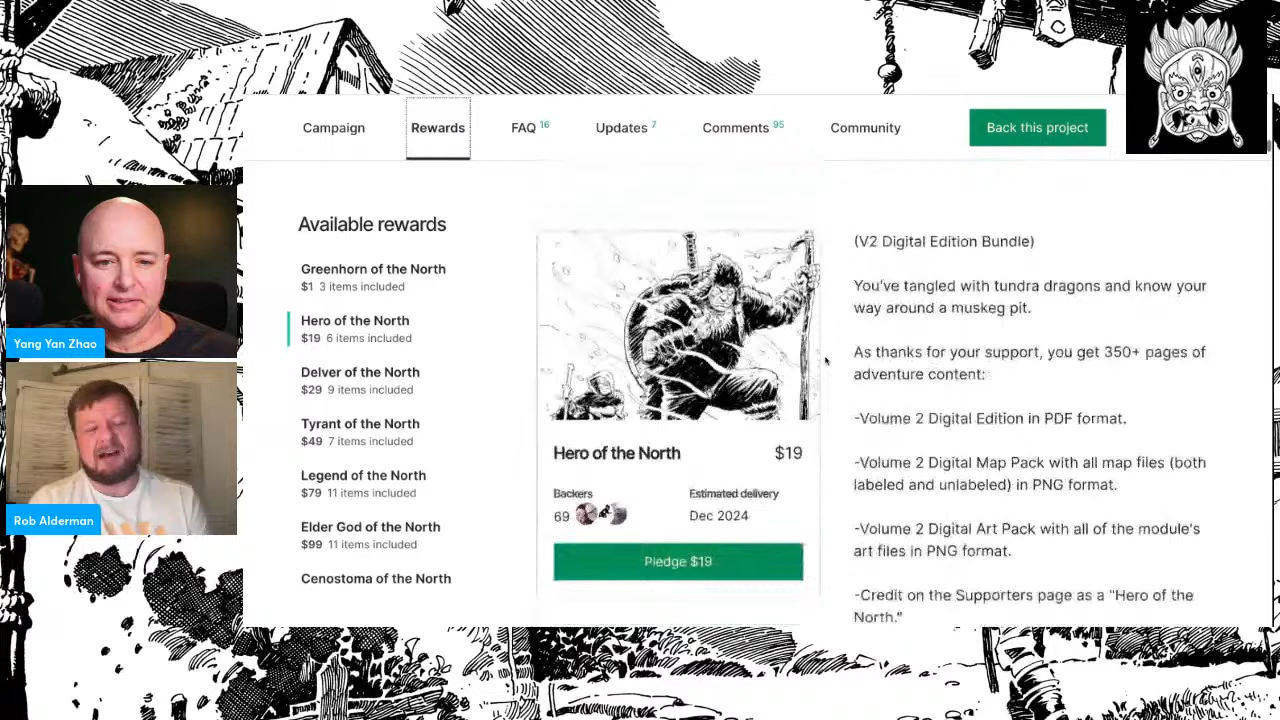 Campaign
Rewards
FAQ 16
Updates 7
Comments 95
Community
Back this project
Available rewards
Greenhorn of the North
$1 3 items included
Hero of the North
$19 6 items included
Delver of the North
$29 9 items included
Tyrant of the North
$49 7 items included
Legend of the North
$79 11 items included
Elder God of the North
$99 11 items included
Cenostoma of the North
Hero of the North
$19
Backers
69
Estimated delivery
Dec 2024
Pledge $19
(V2 Digital Edition Bundle)
You've tangled with tundra dragons and know your
way around a muskeg pit.
As thanks for your support, you get 350+ pages of
adventure content:
-Volume 2 Digital Edition in PDF format.
-Volume 2 Digital Map Pack with all map files (both
labeled and unlabeled) in PNG format.
-Volume 2 Digital Art Pack with all of the module's
art files in PNG format.
-Credit on the Supporters page as a "Hero of the
North."
Yang Yan Zhao
Rob Alderman